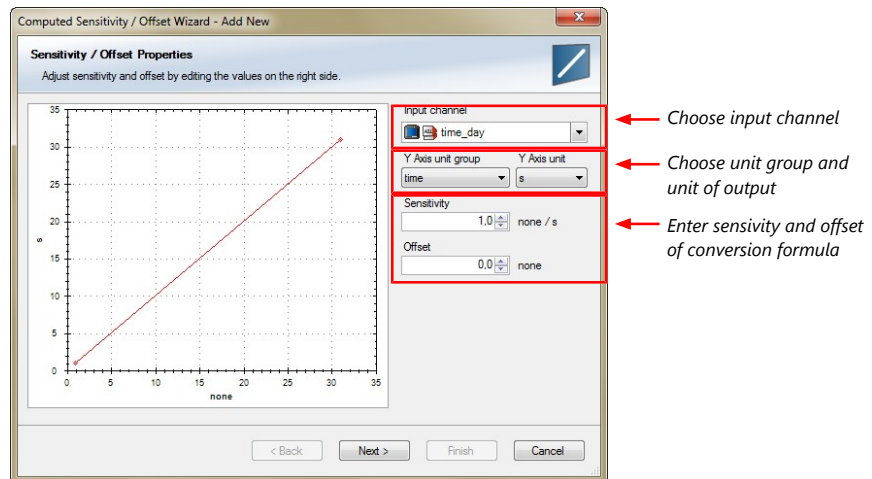 Computed Sensitivity / Offset Wizard - Add New
Sensitivity / Offset Properties
Adjust sensitivity and offset by editing the values on the right side.
35
30
25
20
15
10
5
0
s
0 5 10 15 20 25 30 35
none
Input channel
time_day
Y Axis unit group Y Axis unit
time s
Sensitivity
1,0 none / s
Offset
0,0 none
Choose input channel
Choose unit group and
unit of output
Enter sensivity and offset
of conversion formula
< Back Next > Finish Cancel